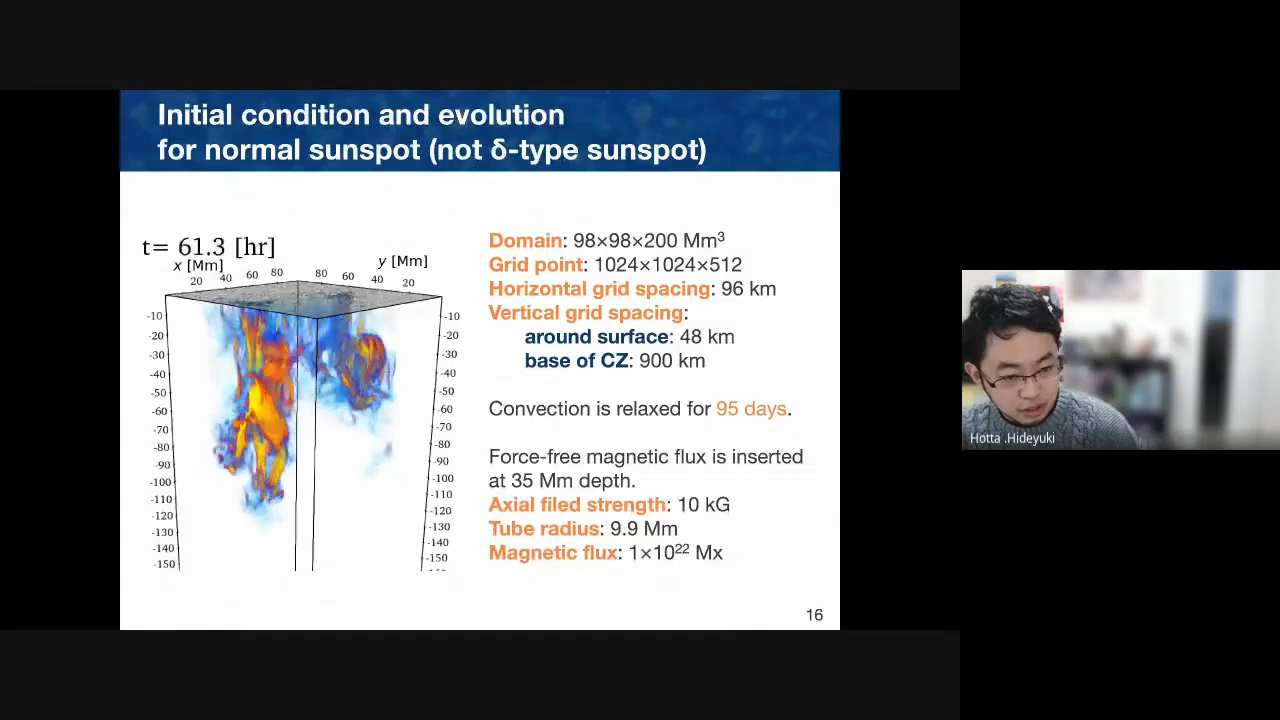 Initial condition and evolution
for normal sunspot (not δ-type sunspot)
t= 61.3 [hr]
x [Mm]
y [Mm]
20 40 60 80
80 60 40 20
-10
-20
-30
-40
-50
-60
-70
-80
-90
-100
-110
-120
-130
-140
-150
-10
-20
-30
-40
-50
-60
-70
-80
-90
-100
-110
-120
-130
-140
-150
Domain: 98×98×200 Mm³
Grid point: 1024×1024×512
Horizontal grid spacing: 96 km
Vertical grid spacing:
around surface: 48 km
base of CZ: 900 km
Convection is relaxed for 95 days.
Force-free magnetic flux is inserted
at 35 Mm depth.
Axial filed strength: 10 kG
Tube radius: 9.9 Mm
Magnetic flux: 1×10²² Mx
16
Hotta .Hideyuki